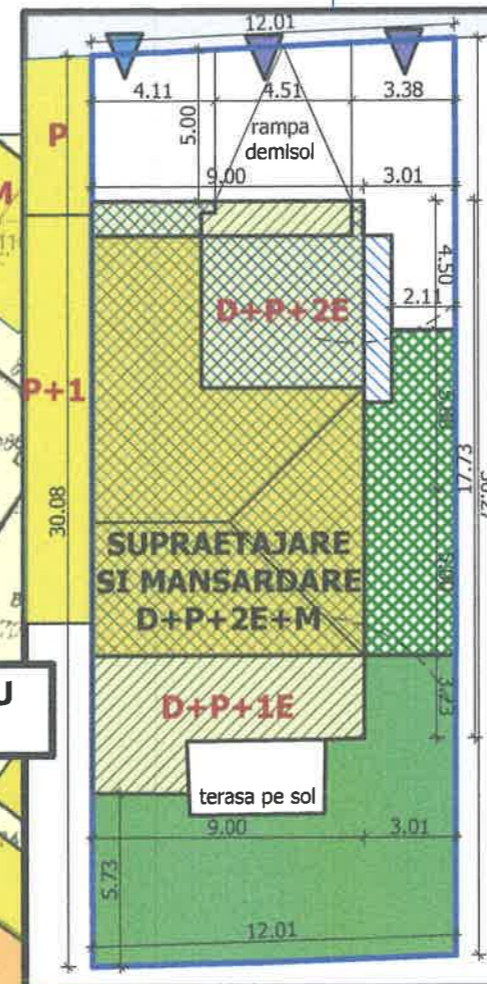 12.01
4.11
4.51
3.38
P
5.00
rampa
demisol
9.00
3.01
M
4.50
D+P+2E
2.11
P+1
17.73
30.08
SUPRAETAJARE
SI MANSARDARE
D+P+2E+M
3.23
U
D+P+1E
terasa pe sol
9.00
3.01
5.73
12.01